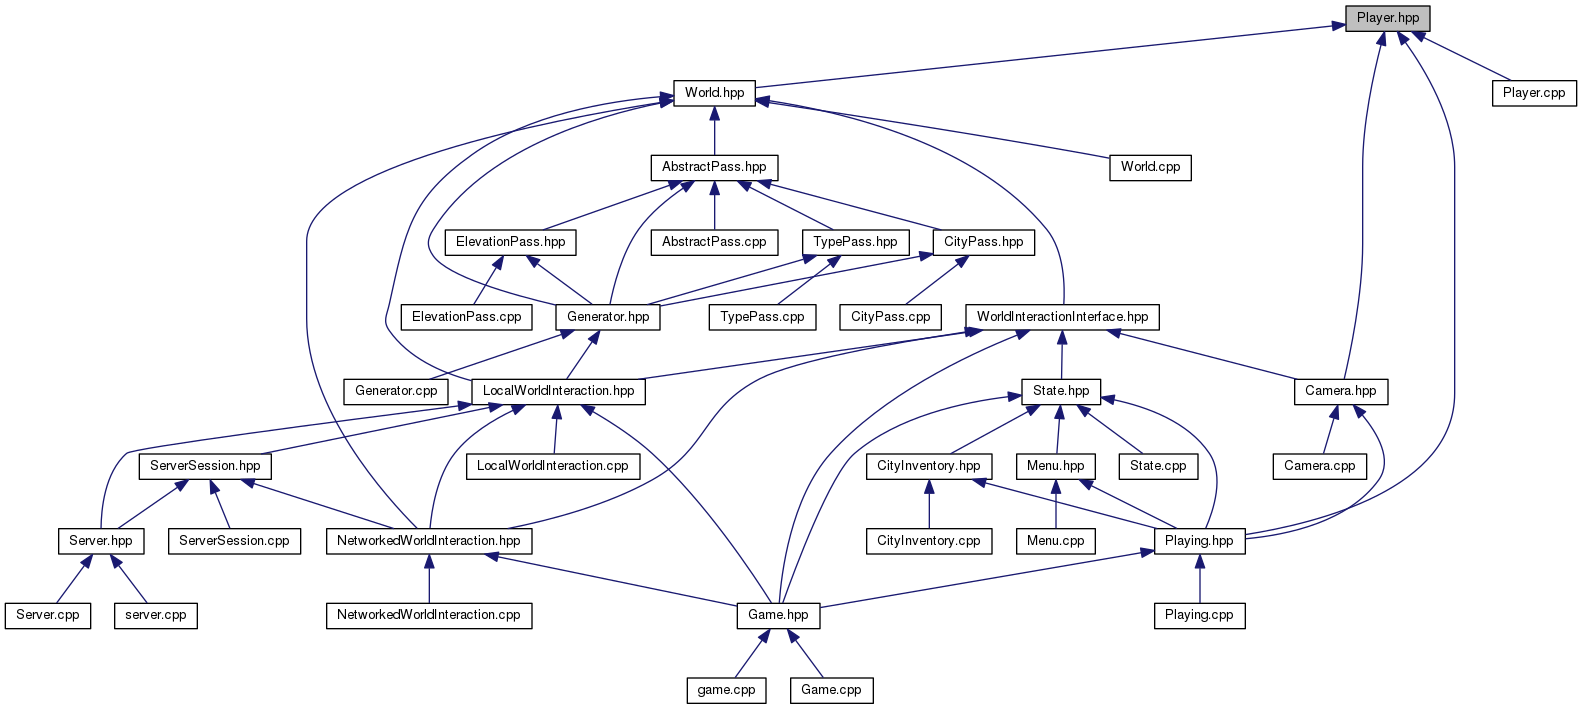 Player.hpp
World.hpp
Player.cpp
AbstractPass.hpp
World.cpp
ElevationPass.hpp
AbstractPass.cpp
TypePass.hpp
CityPass.hpp
ElevationPass.cpp
Generator.hpp
TypePass.cpp
CityPass.cpp
WorldInteractionInterface.hpp
Generator.cpp
LocalWorldInteraction.hpp
State.hpp
Camera.hpp
ServerSession.hpp
LocalWorldInteraction.cpp
CityInventory.hpp
Menu.hpp
State.cpp
Camera.cpp
Server.hpp
ServerSession.cpp
NetworkedWorldInteraction.hpp
CityInventory.cpp
Menu.cpp
Playing.hpp
Server.cpp
server.cpp
NetworkedWorldInteraction.cpp
Game.hpp
Playing.cpp
game.cpp
Game.cpp